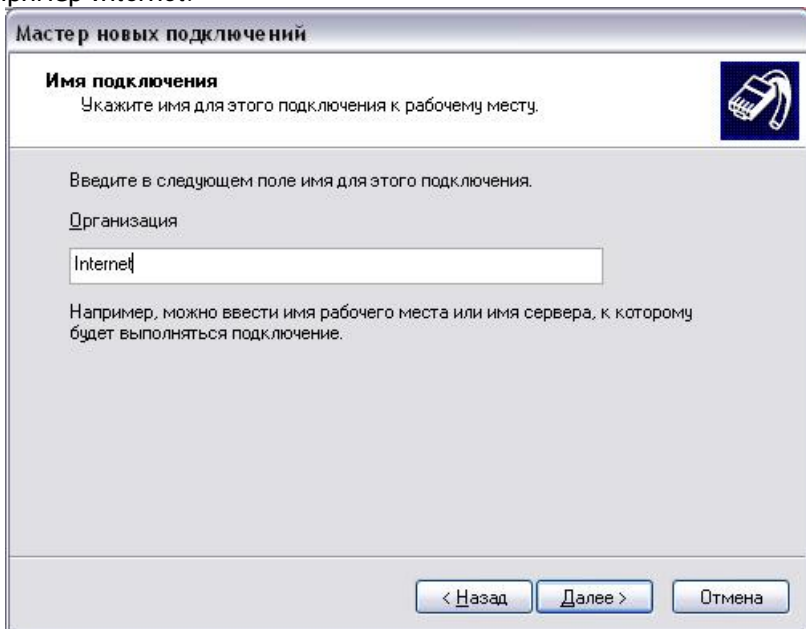 Мастер новых подключений
Имя подключения
Укажите имя для этого подключения к рабочему месту.
Введите в следующем поле имя для этого подключения.
Организация
Internet
Например, можно ввести имя рабочего места или имя сервера, к которому
будет выполняться подключение.
< Назад
Далее >
Отмена